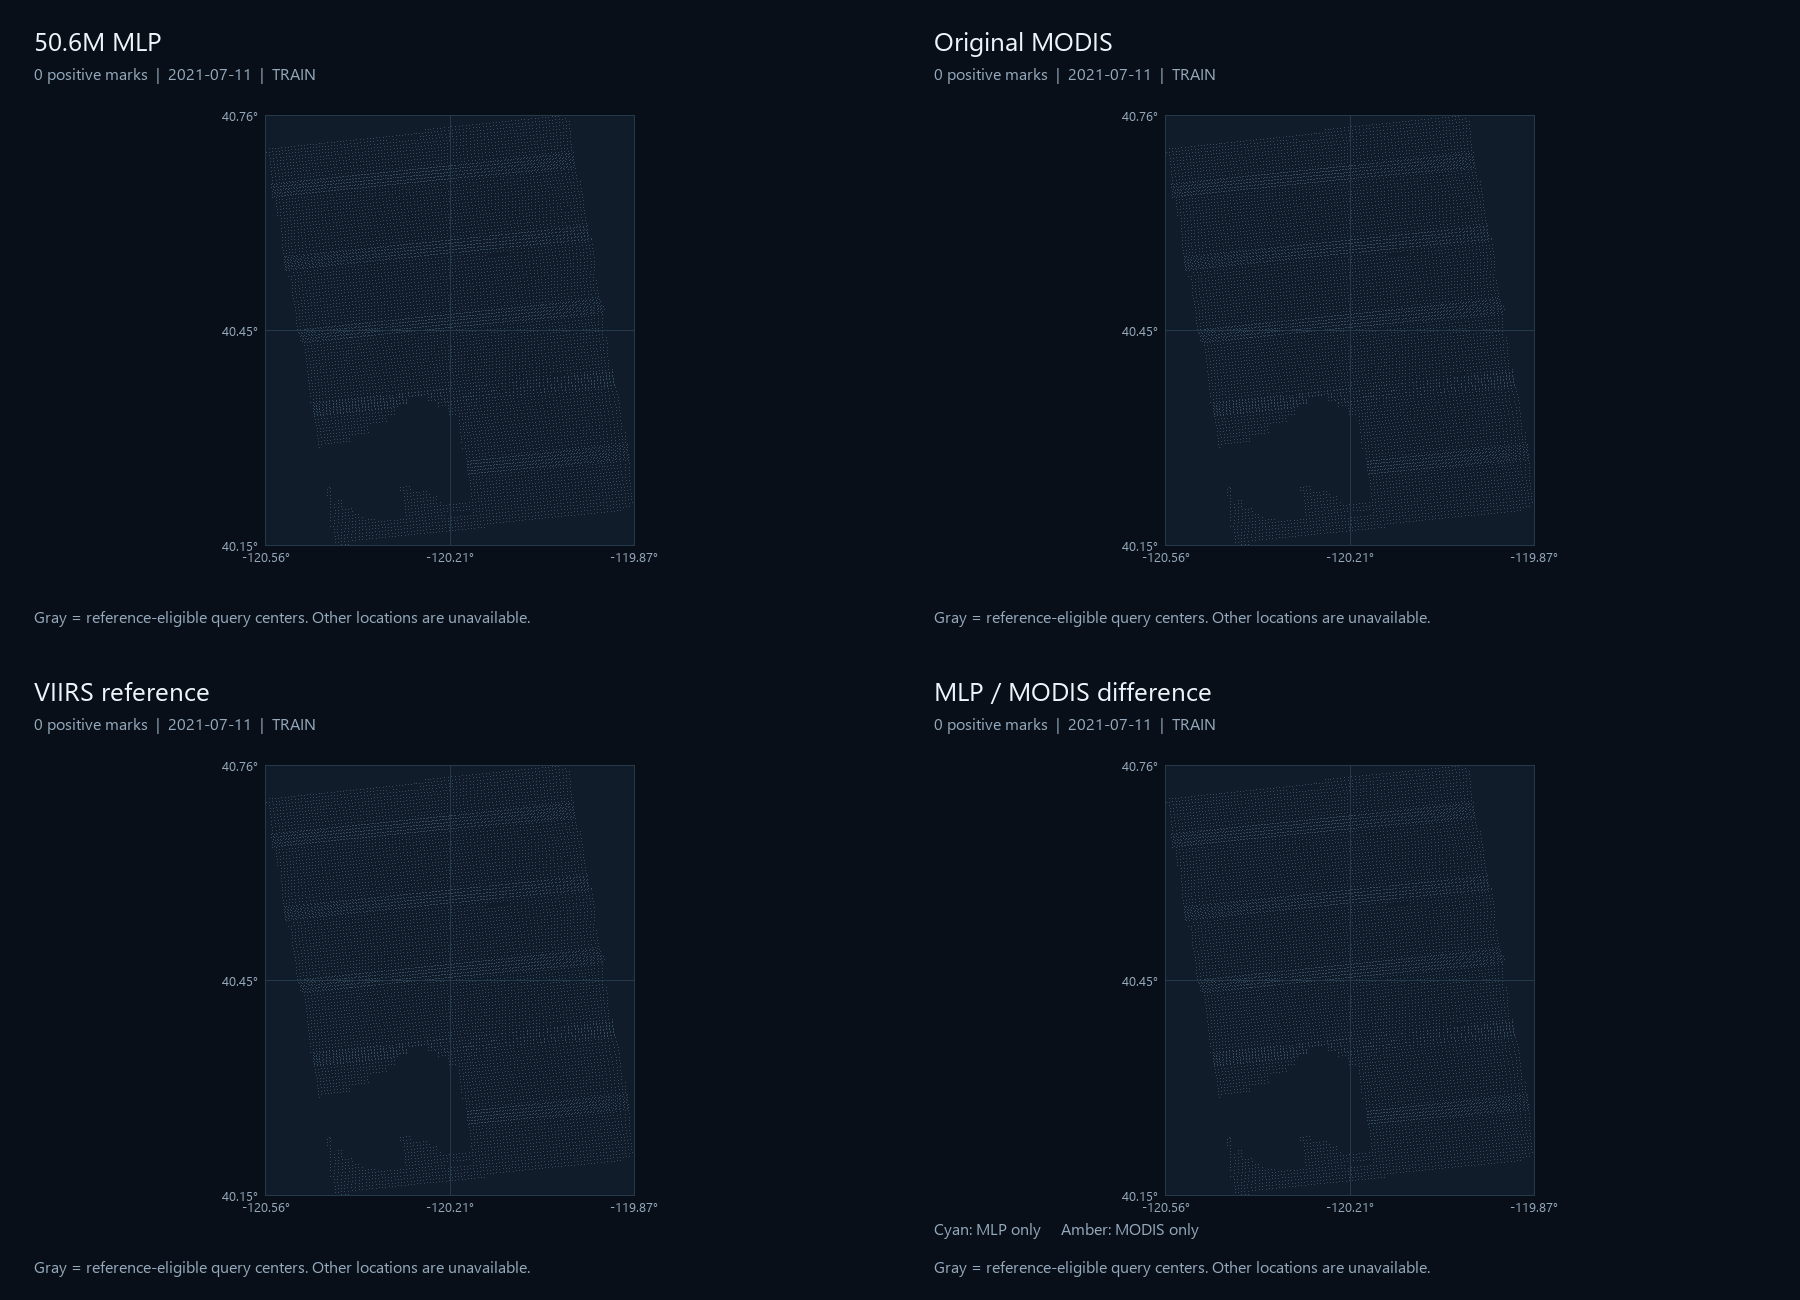 50.6M MLP
0 positive marks | 2021-07-11 | TRAIN
40.76°
40.45°
40.15°
-120.56°
-120.21°
-119.87°
Gray = reference-eligible query centers. Other locations are unavailable.
Original MODIS
0 positive marks | 2021-07-11 | TRAIN
40.76°
40.45°
40.15°
-120.56°
-120.21°
-119.87°
Gray = reference-eligible query centers. Other locations are unavailable.
VIIRS reference
0 positive marks | 2021-07-11 | TRAIN
40.76°
40.45°
40.15°
-120.56°
-120.21°
-119.87°
Gray = reference-eligible query centers. Other locations are unavailable.
MLP / MODIS difference
0 positive marks | 2021-07-11 | TRAIN
40.76°
40.45°
40.15°
-120.56°
-120.21°
-119.87°
Cyan: MLP only Amber: MODIS only
Gray = reference-eligible query centers. Other locations are unavailable.